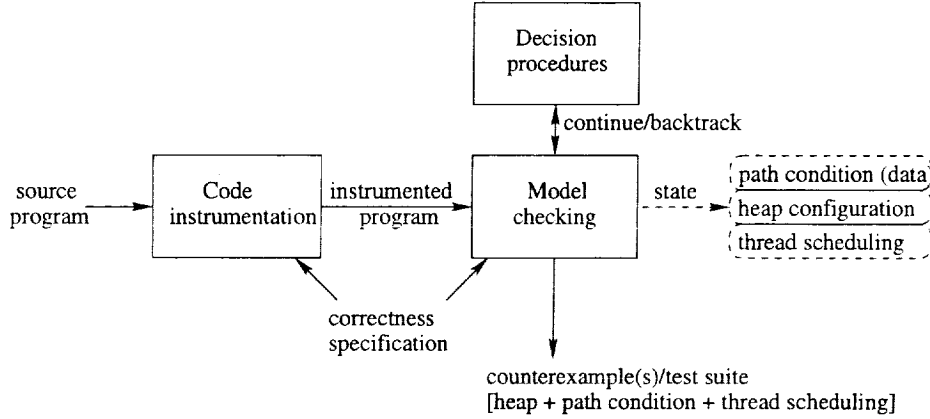 Decision
procedures
continue/backtrack
source
program
Code
instrumentation
instrumented
program
Model
checking
state
path condition (data)
heap configuration
thread scheduling
correctness
specification
counterexample(s)/test suite
[heap + path condition + thread scheduling]